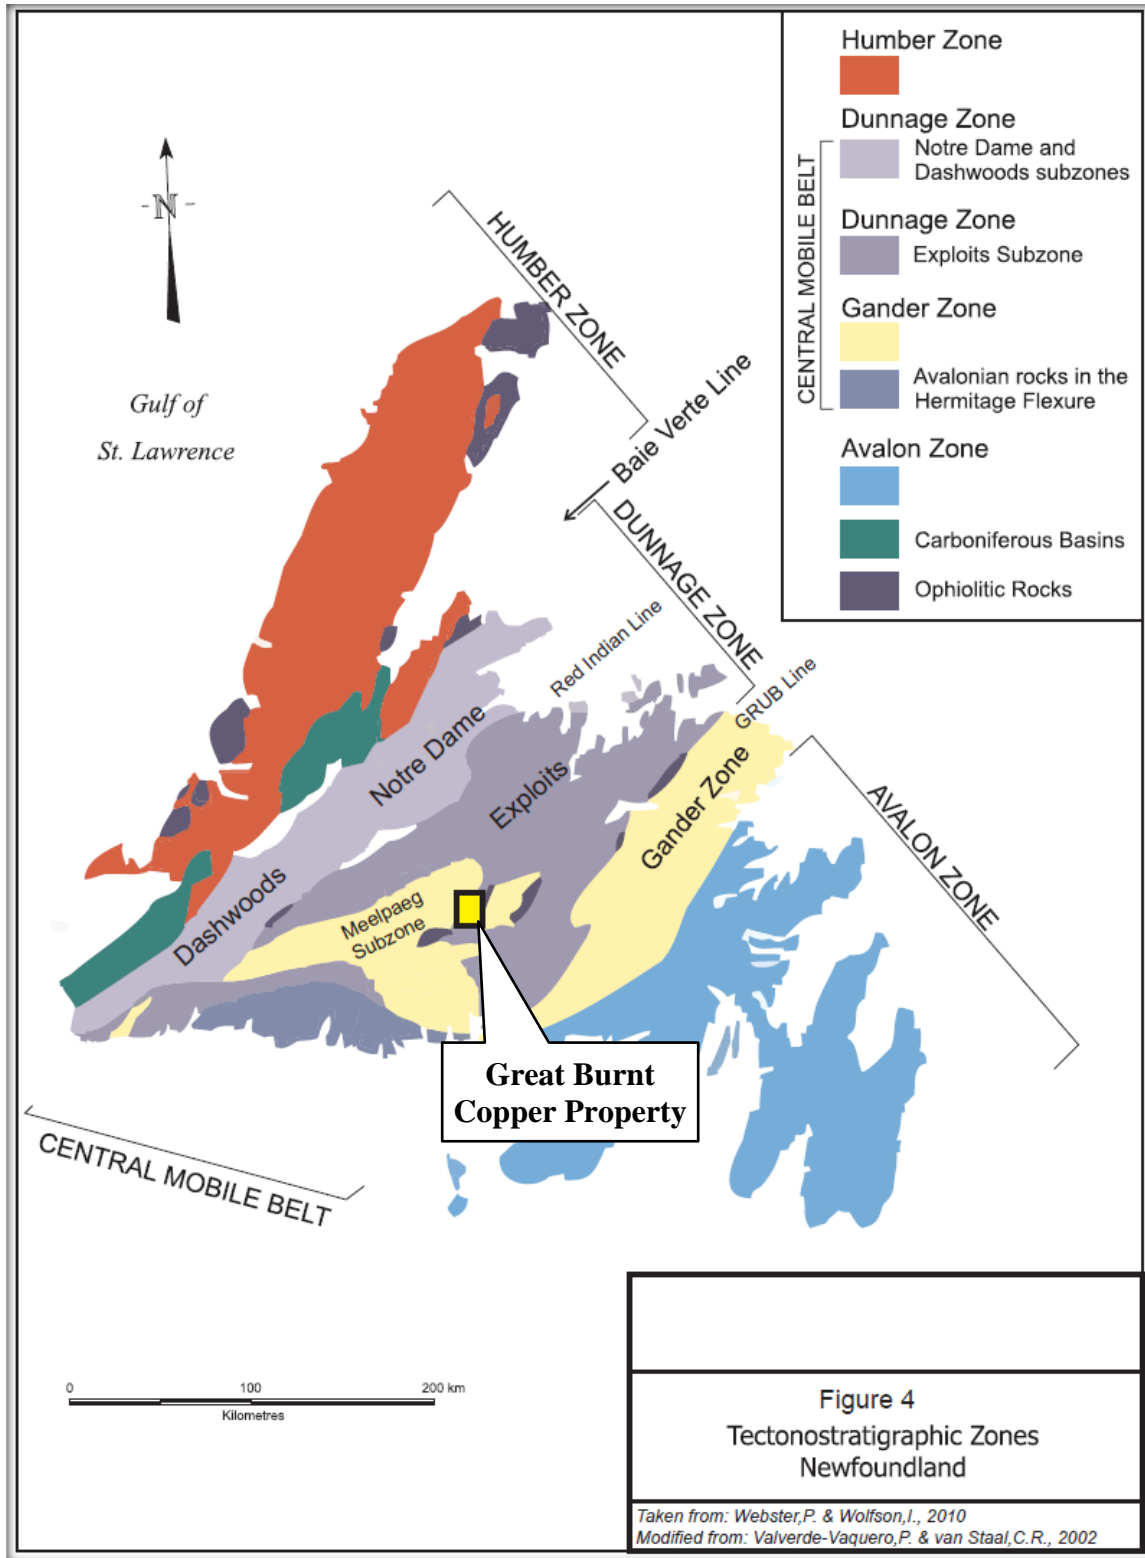 Humber Zone
Dunnage Zone
Notre Dame and
Dashwoods subzones
Dunnage Zone
Exploits Subzone
Gander Zone
Avalonian rocks in the
Hermitage Flexure
CENTRAL MOBILE BELT
Avalon Zone
Carboniferous Basins
Ophiolitic Rocks
- N -
HUMBER ZONE
Gulf of
St. Lawrence
Baie Verte Line
DUNNAGE ZONE
Red Indian Line
GRUB Line
Notre Dame
Exploits
Gander Zone
AVALON ZONE
Dashwoods
Meelpaeg
Subzone
Great Burnt
Copper Property
CENTRAL MOBILE BELT
0 100 200 km
Kilometres
Figure 4
Tectonostratigraphic Zones
Newfoundland
Taken from: Webster,P. & Wolfson,I., 2010
Modified from: Valverde-Vaquero,P. & van Staal,C.R., 2002